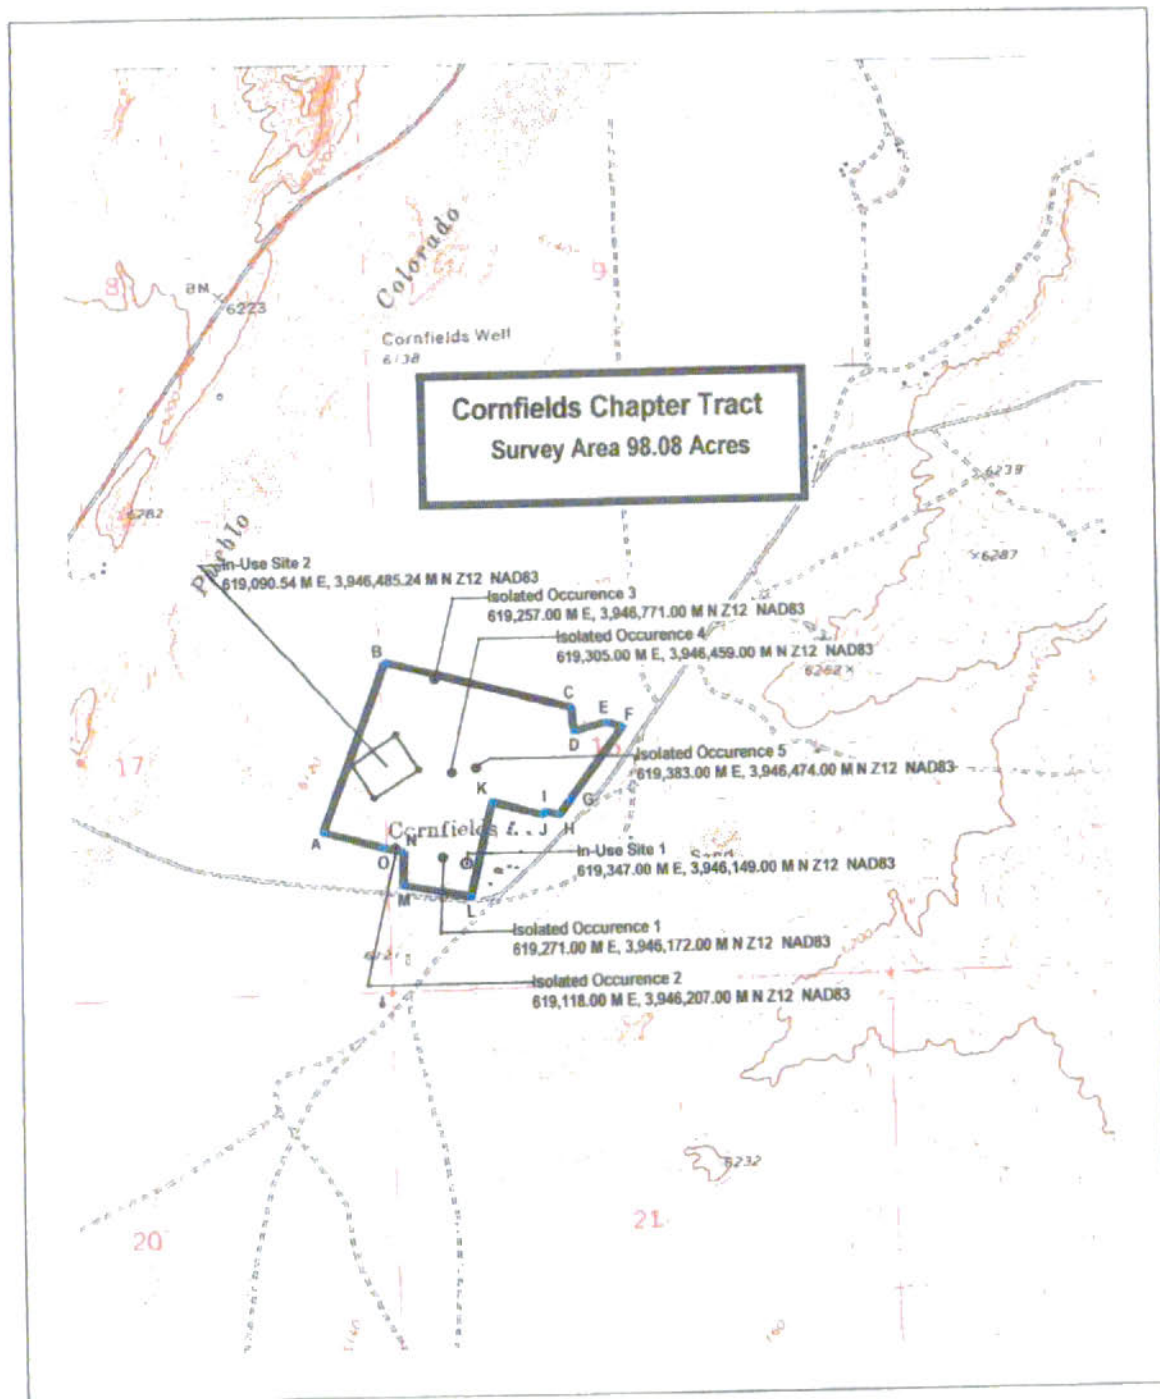 Colorado
8
BM
6223
9
Cornfields Well
6138
Cornfields Chapter Tract
Survey Area 98.08 Acres
6282
6239
6287
Pueblo
In-Use Site 2
619,090.54 M E, 3,946,485.24 M N Z12 NAD83
Isolated Occurence 3
619,257.00 M E, 3,946,771.00 M N Z12 NAD83
Isolated Occurence 4
619,305.00 M E, 3,946,459.00 M N Z12 NAD83
6262
B
C
E
F
D
17
Isolated Occurence 5
619,383.00 M E, 3,946,474.00 M N Z12 NAD83
K
I
G
A
Cornfields
J
H
N
O
In-Use Site 1
619,347.00 M E, 3,946,149.00 M N Z12 NAD83
M
L
Isolated Occurence 1
619,271.00 M E, 3,946,172.00 M N Z12 NAD83
6200
Isolated Occurence 2
619,118.00 M E, 3,946,207.00 M N Z12 NAD83
6232
20
21